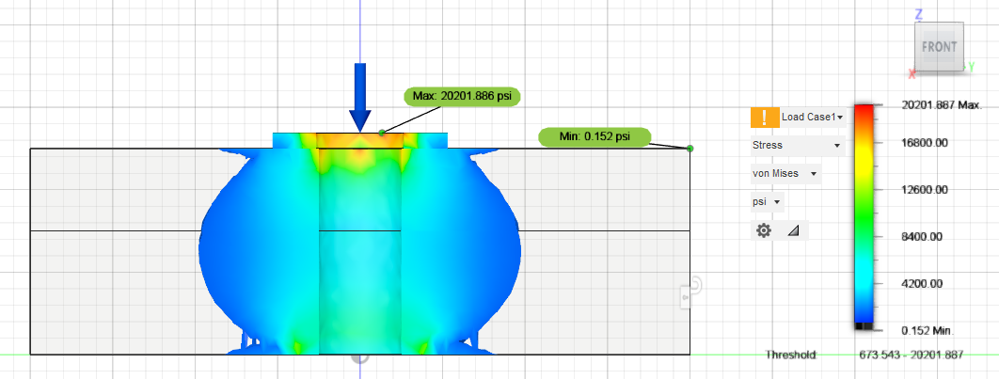 Z
FRONT
X
Y
Max: 20201.886 psi
Min: 0.152 psi
Load Case1
Stress
von Mises
psi
20201.887 Max.
16800.00
12600.00
8400.00
4200.00
0.152 Min.
Threshold: 673.543 - 20201.887